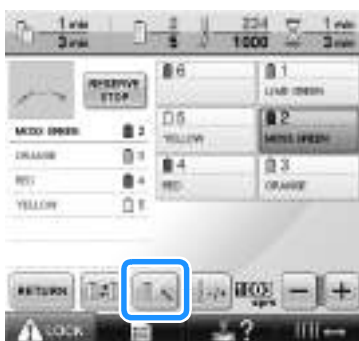 1 min 2 234 1 min
3 min 5 1000 3 min
RESERVE
STOP
6
1
LIME GREEN
5
YELLOW
2
MOSS GREEN
4
RED
3
ORANGE
MOSS GREEN 2
ORANGE 3
RED 4
YELLOW 5
RETURN
spm
− +
LOCK ?